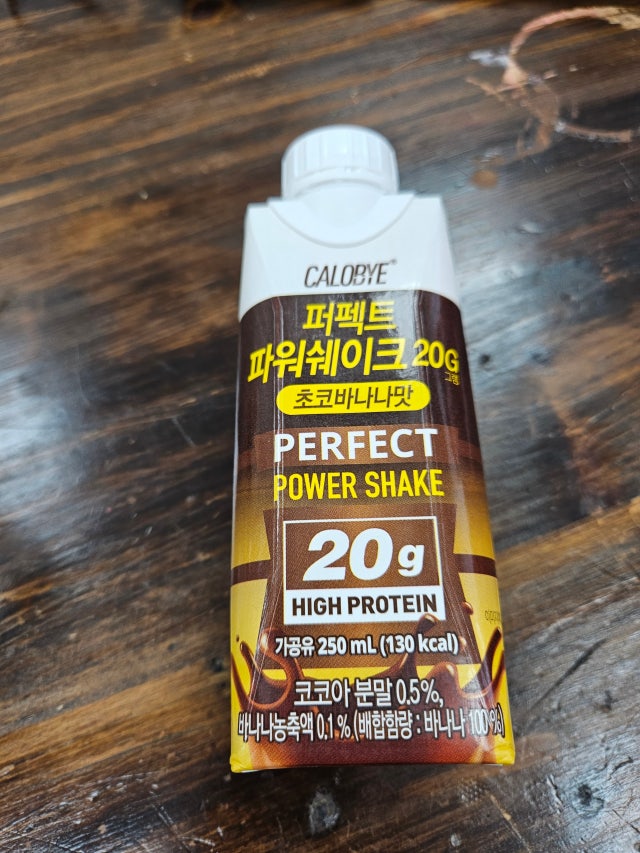 CALOBYE®
퍼펙트
파워쉐이크 20G
그램
초코바나나맛
PERFECT
POWER SHAKE
20g
HIGH PROTEIN
가공유 250 mL (130 kcal)
코코아 분말 0.5%,
바나나농축액 0.1 % (배합함량 : 바나나 100 %)